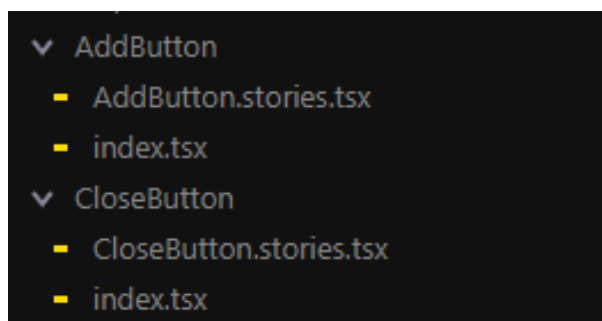 AddButton
AddButton.stories.tsx
index.tsx
CloseButton
CloseButton.stories.tsx
index.tsx